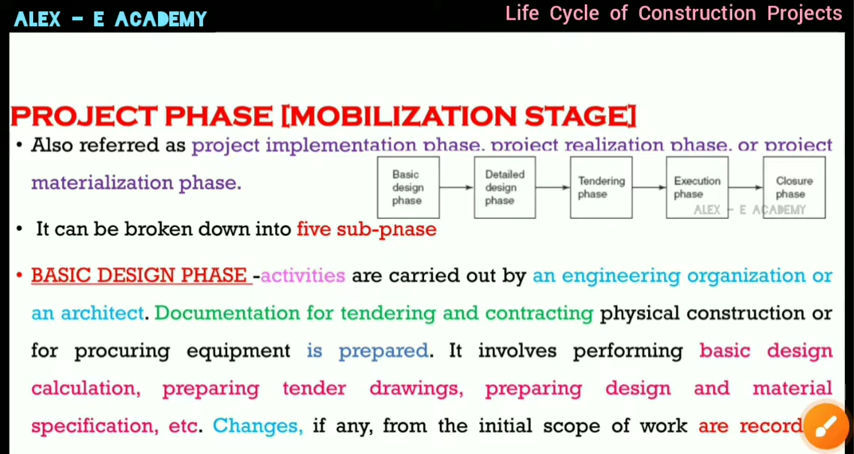 ALEX – E ACADEMY
Life Cycle of Construction Projects
PROJECT PHASE [MOBILIZATION STAGE]
• Also referred as project implementation phase, project realization phase, or project
materialization phase.
Basic design phase
Detailed design phase
Tendering phase
Execution phase
Closure phase
ALEX – E ACADEMY
• It can be broken down into five sub-phase
• BASIC DESIGN PHASE -activities are carried out by an engineering organization or
an architect. Documentation for tendering and contracting physical construction or
for procuring equipment is prepared. It involves performing basic design
calculation, preparing tender drawings, preparing design and material
specification, etc. Changes, if any, from the initial scope of work are record